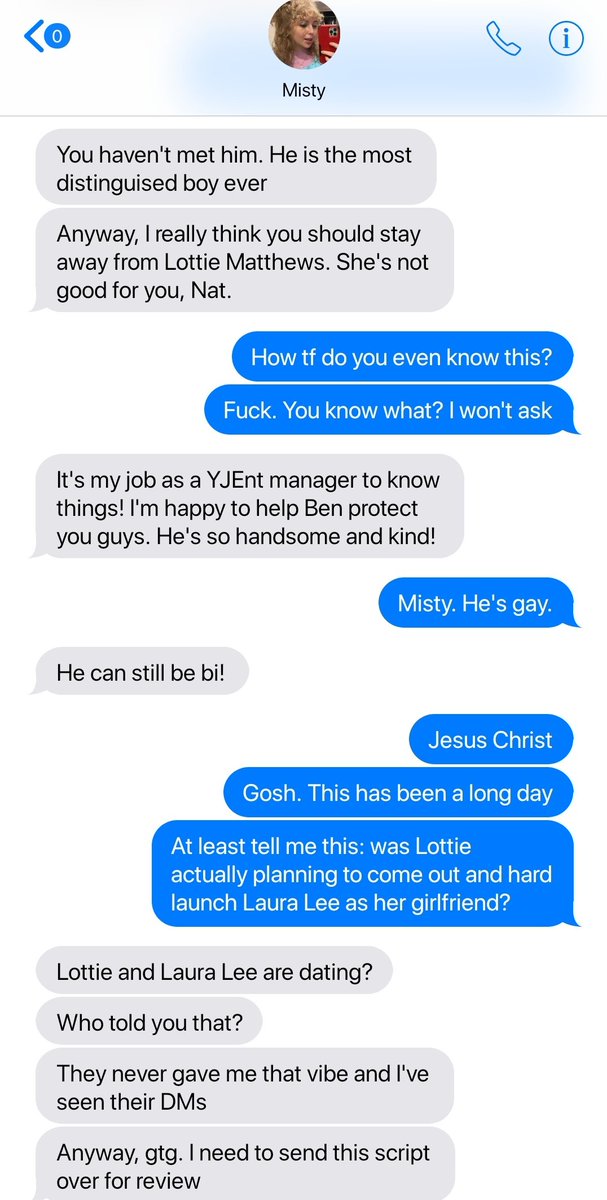 0
Misty
You haven't met him. He is the most
distinguised boy ever
Anyway, I really think you should stay
away from Lottie Matthews. She's not
good for you, Nat.
How tf do you even know this?
Fuck. You know what? I won't ask
It's my job as a YJEnt manager to know
things! I'm happy to help Ben protect
you guys. He's so handsome and kind!
Misty. He's gay.
He can still be bi!
Jesus Christ
Gosh. This has been a long day
At least tell me this: was Lottie
actually planning to come out and hard
launch Laura Lee as her girlfriend?
Lottie and Laura Lee are dating?
Who told you that?
They never gave me that vibe and I've
seen their DMs
Anyway, gtg. I need to send this script
over for review